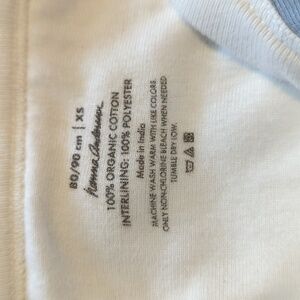 80/90 cm | XS
hanna andersson
100% ORGANIC COTTON
INTERLINING: 100% POLYESTER
Made in India
MACHINE WASH WARM WITH LIKE COLORS.
ONLY NON-CHLORINE BLEACH WHEN NEEDED.
TUMBLE DRY LOW.